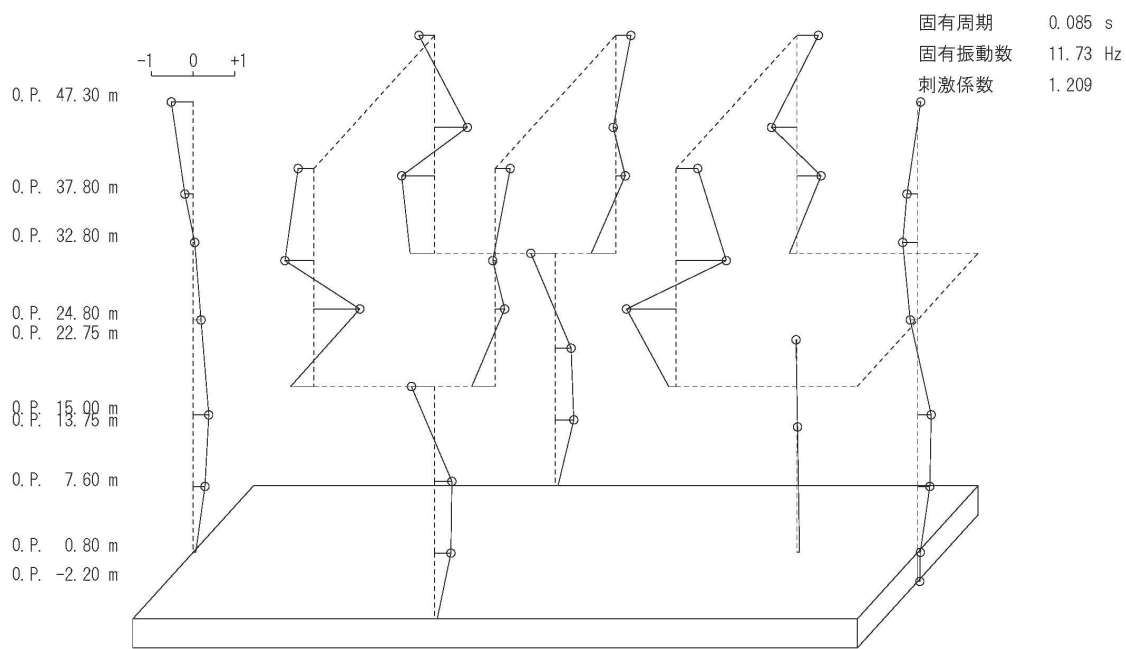 固有周期 0.085 s
固有振動数 11.73 Hz
刺激係数 1.209
-1 0 +1
O.P. 47.30 m
O.P. 37.80 m
O.P. 32.80 m
O.P. 24.80 m
O.P. 22.75 m
O.P. 15.00 m
O.P. 13.75 m
O.P. 7.60 m
O.P. 0.80 m
O.P. -2.20 m